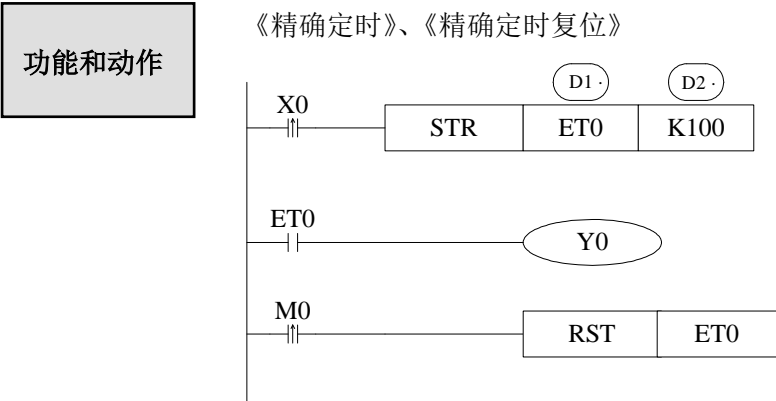 功能和动作
《精确定时》、《精确定时复位》
D1· D2·
X0
STR ET0 K100
ET0
Y0
M0
RST ET0